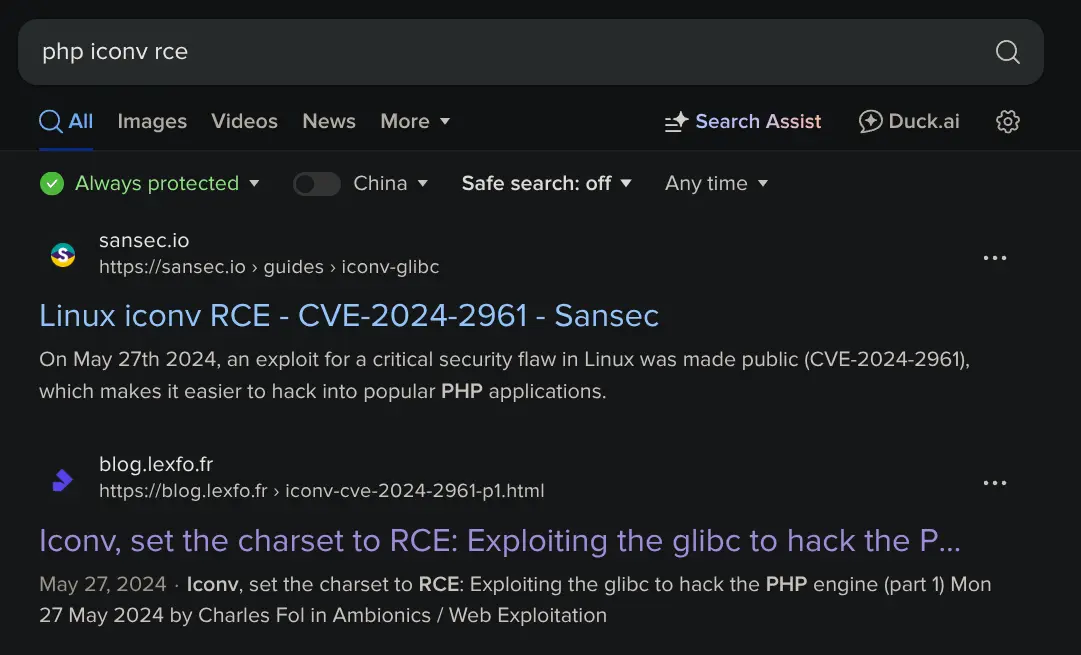 php iconv rce
All Images Videos News More Search Assist Duck.ai
Always protected China Safe search: off Any time
sansec.io
https://sansec.io › guides › iconv-glibc
Linux iconv RCE - CVE-2024-2961 - Sansec
On May 27th 2024, an exploit for a critical security flaw in Linux was made public (CVE-2024-2961),
which makes it easier to hack into popular PHP applications.
blog.lexfo.fr
https://blog.lexfo.fr › iconv-cve-2024-2961-p1.html
Iconv, set the charset to RCE: Exploiting the glibc to hack the P...
May 27, 2024 · Iconv, set the charset to RCE: Exploiting the glibc to hack the PHP engine (part 1) Mon
27 May 2024 by Charles Fol in Ambionics / Web Exploitation